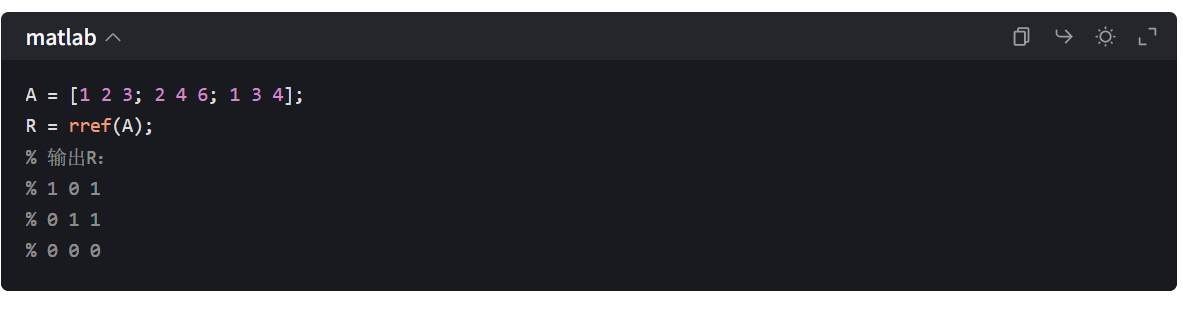 matlab
A = [1 2 3; 2 4 6; 1 3 4];
R = rref(A);
% 输出R：
% 1 0 1
% 0 1 1
% 0 0 0